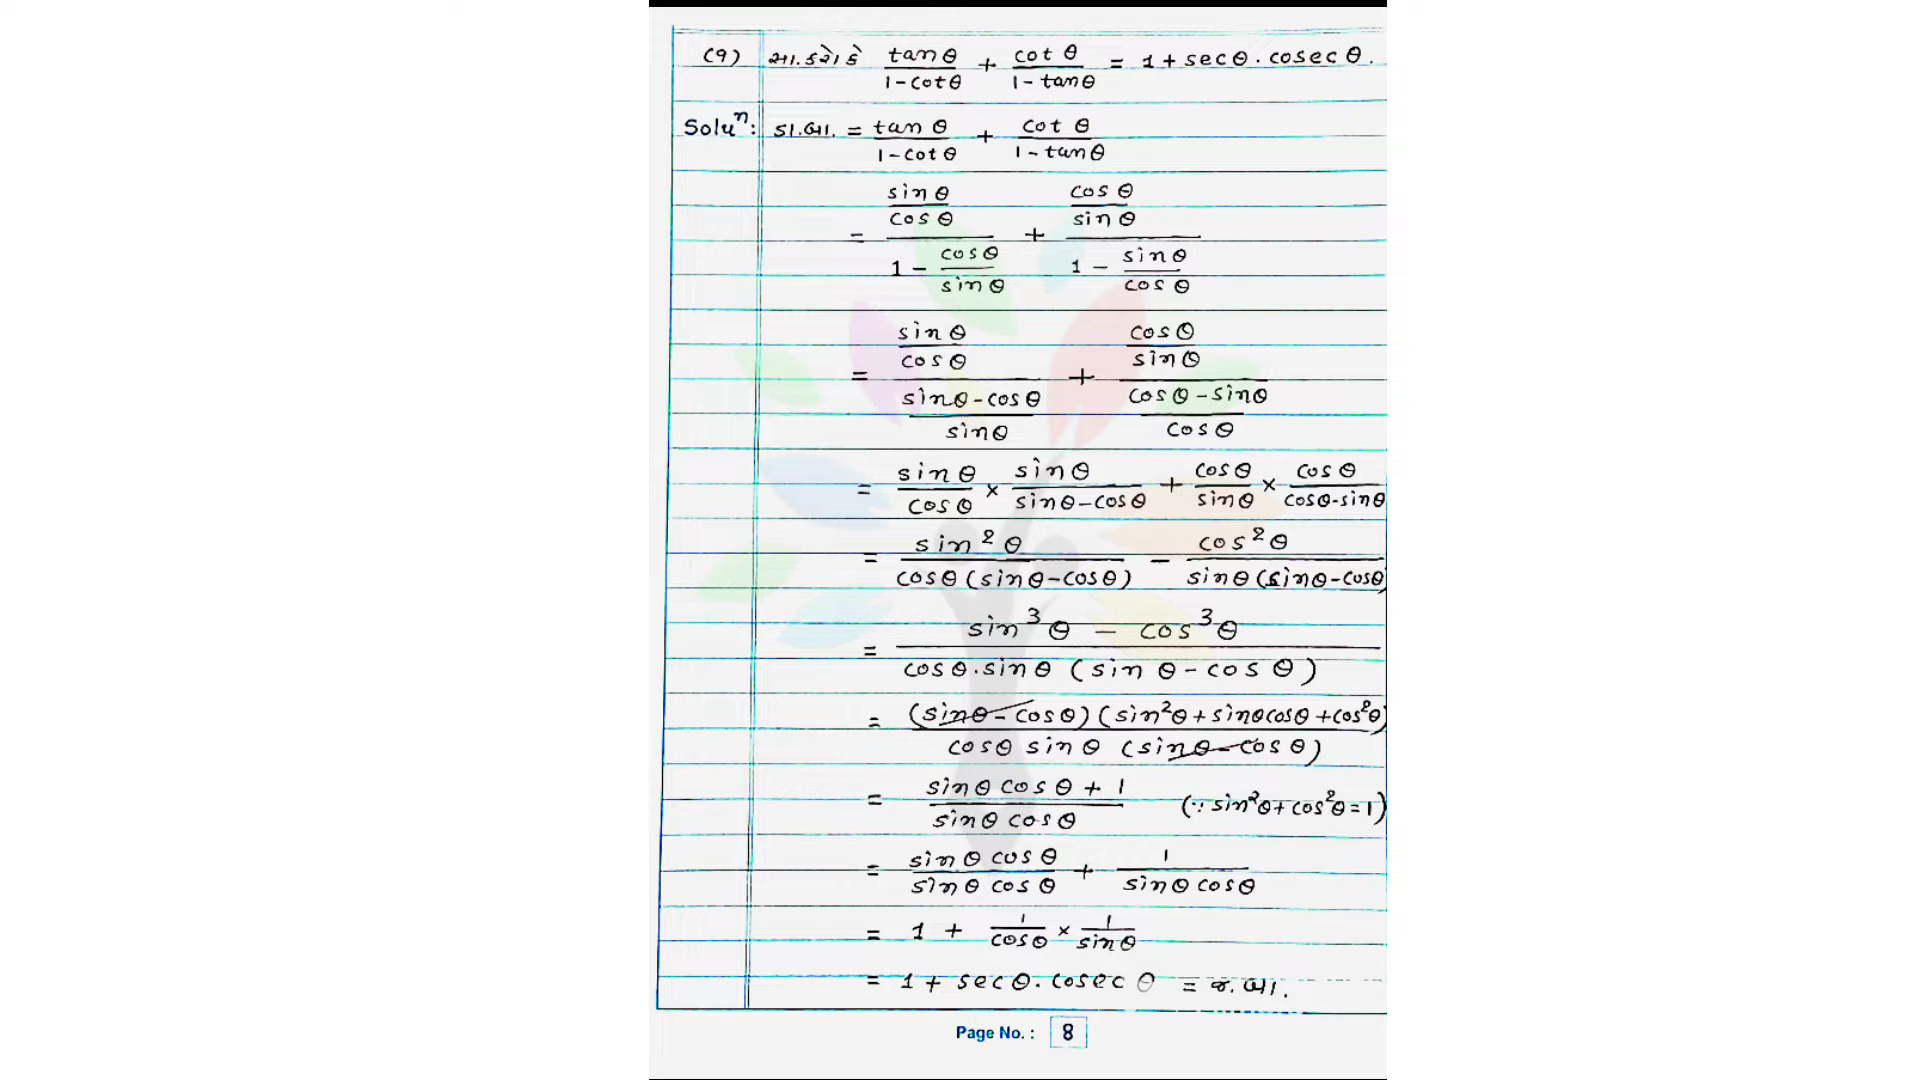 (૧) સા.કરો કે tanθ/(1-cotθ) + cotθ/(1-tanθ) = 1 + secθ . cosecθ.
Soluⁿ: ડા.બા. = tanθ/(1-cotθ) + cotθ/(1-tanθ)
= (sinθ/cosθ)/(1 - cosθ/sinθ) + (cosθ/sinθ)/(1 - sinθ/cosθ)
= (sinθ/cosθ)/((sinθ-cosθ)/sinθ) + (cosθ/sinθ)/((cosθ-sinθ)/cosθ)
= sinθ/cosθ × sinθ/(sinθ-cosθ) + cosθ/sinθ × cosθ/(cosθ-sinθ)
= sin²θ/(cosθ(sinθ-cosθ)) - cos²θ/(sinθ(sinθ-cosθ)
= (sin³θ - cos³θ)/(cosθ.sinθ (sinθ-cosθ))
= (sinθ-cosθ)(sin²θ+sinθcosθ+cos²θ)/(cosθ sinθ (sinθ-cosθ))
= (sinθ cosθ + 1)/(sinθ cosθ) (∵ sin²θ+cos²θ=1)
= sinθ cosθ/(sinθ cosθ) + 1/(sinθ cosθ)
= 1 + 1/cosθ × 1/sinθ
= 1 + secθ. cosecθ = જ.બા.
Page No. : 8